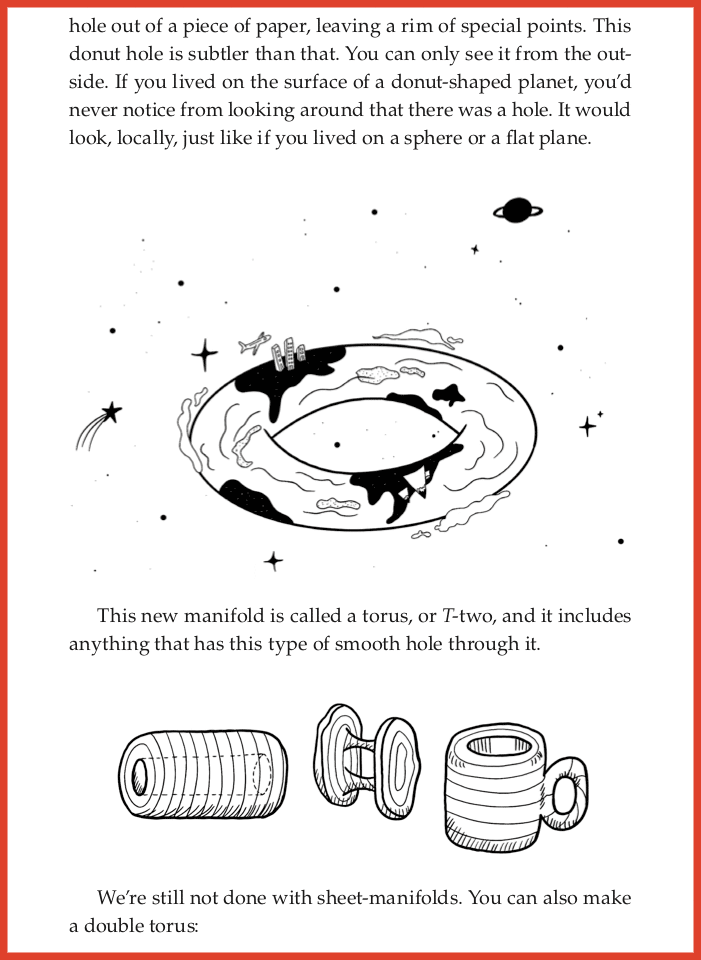 hole out of a piece of paper, leaving a rim of special points. This
donut hole is subtler than that. You can only see it from the out-
side. If you lived on the surface of a donut-shaped planet, you’d
never notice from looking around that there was a hole. It would
look, locally, just like if you lived on a sphere or a flat plane.
This new manifold is called a torus, or T-two, and it includes
anything that has this type of smooth hole through it.
We’re still not done with sheet-manifolds. You can also make
a double torus: